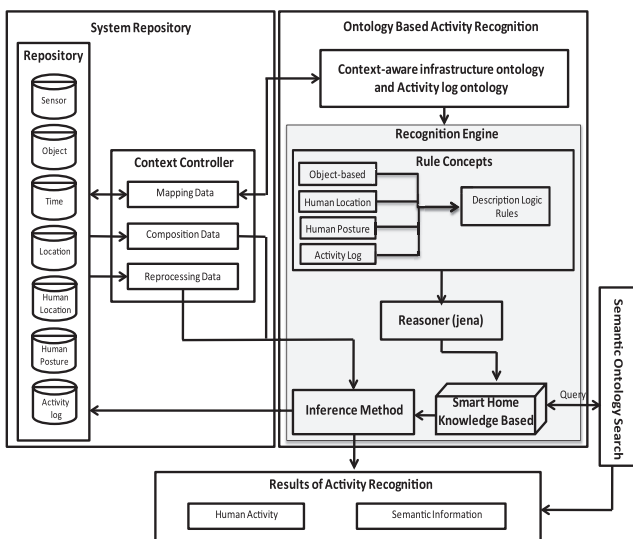 System Repository
Repository
Sensor
Object
Time
Location
Human
Location
Human
Posture
Activity
log
Context Controller
Mapping Data
Composition Data
Reprocessing Data
Ontology Based Activity Recognition
Context-aware infrastructure ontology
and Activity log ontology
Recognition Engine
Rule Concepts
Object-based
Human Location
Human Posture
Activity Log
Description Logic
Rules
Reasoner (jena)
Inference Method
Smart Home
Knowledge Based
Query
Semantic Ontology Search
Results of Activity Recognition
Human Activity
Semantic Information